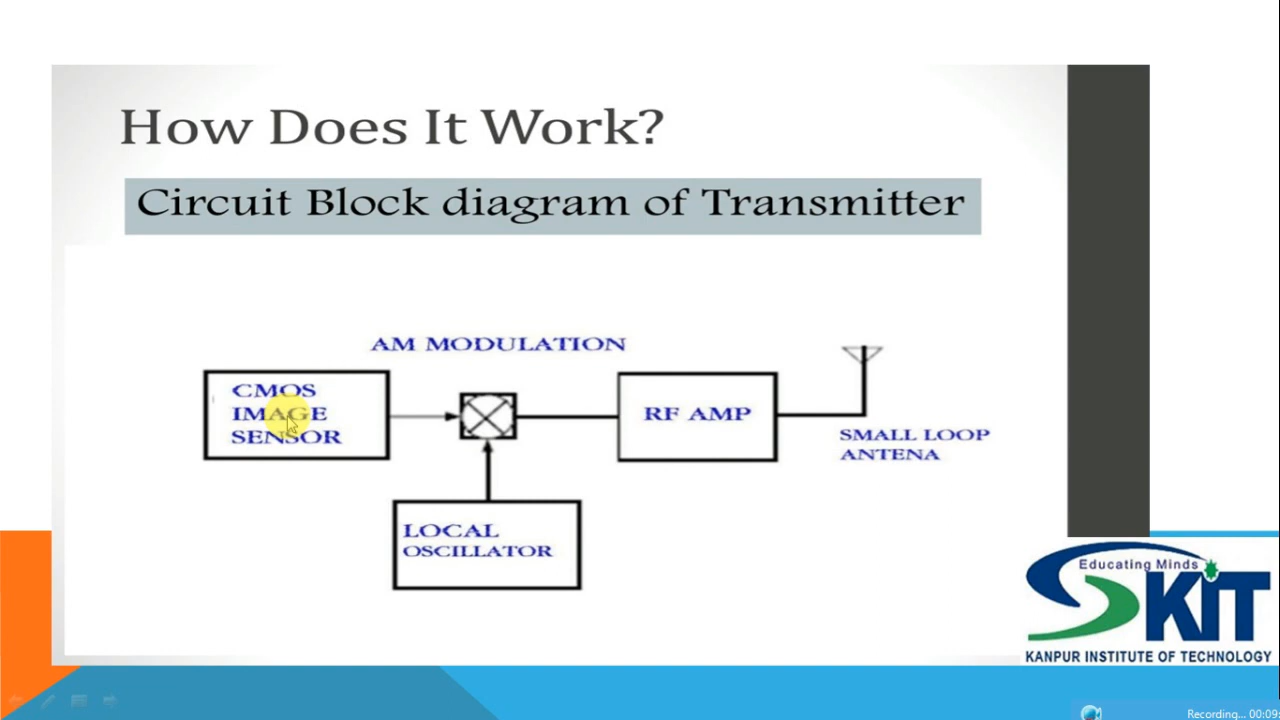 How Does It Work?
Circuit Block diagram of Transmitter
AM MODULATION
CMOS
IMAGE
SENSOR
RF AMP
SMALL LOOP
ANTENA
LOCAL
OSCILLATOR
Educating Minds
SKIT
KANPUR INSTITUTE OF TECHNOLOGY
Recording... 00:09: